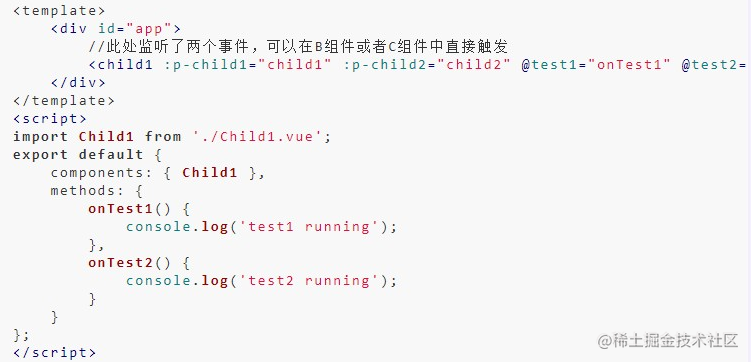 <template>
    <div id="app">
        //此处监听了两个事件，可以在B组件或者C组件中直接触发
        <child1 :p-child1="child1" :p-child2="child2" @test1="onTest1" @test2=
    </div>
</template>
<script>
import Child1 from './Child1.vue';
export default {
    components: { Child1 },
    methods: {
        onTest1() {
            console.log('test1 running');
        },
        onTest2() {
            console.log('test2 running');
        }
    }
};
</script>
@稀土掘金技术社区